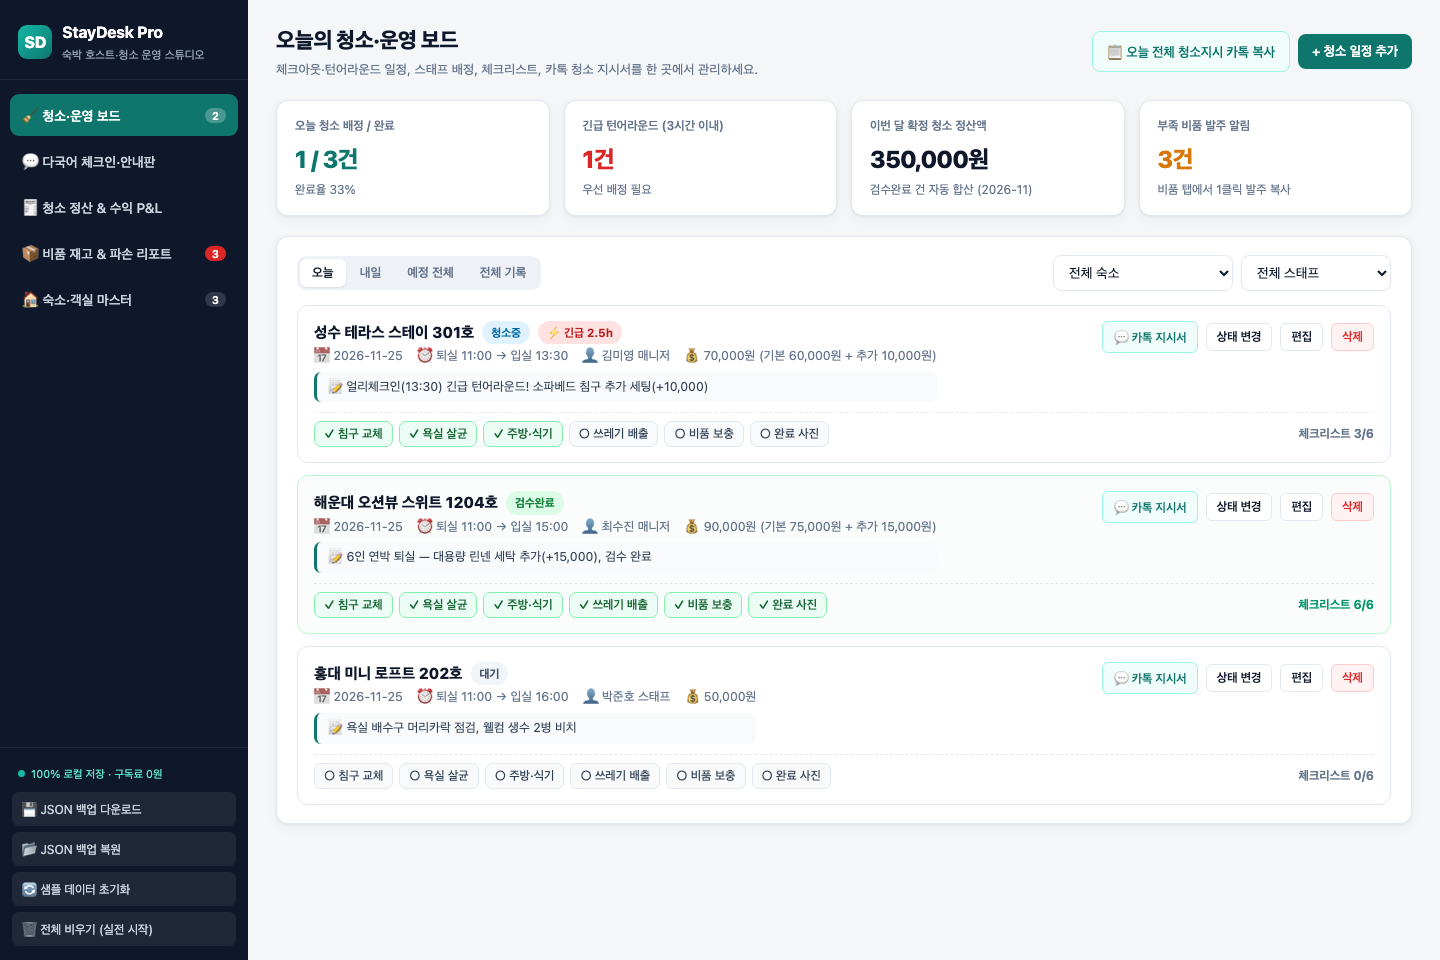 SD
StayDesk Pro
숙박 호스트·청소 운영 스튜디오
청소·운영 보드 2
다국어 체크인·안내판
청소 정산 & 수익 P&L
비품 재고 & 파손 리포트 3
숙소·객실 마스터 3
100% 로컬 저장 · 구독료 0원
JSON 백업 다운로드
JSON 백업 복원
샘플 데이터 초기화
전체 비우기 (실전 시작)
오늘의 청소·운영 보드
체크아웃·턴어라운드 일정, 스태프 배정, 체크리스트, 카톡 청소 지시서를 한 곳에서 관리하세요.
오늘 전체 청소지시 카톡 복사
+ 청소 일정 추가
오늘 청소 배정 / 완료
1 / 3건
완료율 33%
긴급 턴어라운드 (3시간 이내)
1건
우선 배정 필요
이번 달 확정 청소 정산액
350,000원
검수완료 건 자동 합산 (2026-11)
부족 비품 발주 알림
3건
비품 탭에서 1클릭 발주 복사
오늘 내일 예정 전체 전체 기록
전체 숙소 전체 스태프
성수 테라스 스테이 301호 청소중 ⚡ 긴급 2.5h
2026-11-25 퇴실 11:00 → 입실 13:30 김미영 매니저 70,000원 (기본 60,000원 + 추가 10,000원)
얼리체크인(13:30) 긴급 턴어라운드! 소파베드 침구 추가 세팅(+10,000)
카톡 지시서 상태 변경 편집 삭제
✓ 침구 교체 ✓ 욕실 살균 ✓ 주방·식기 ○ 쓰레기 배출 ○ 비품 보충 ○ 완료 사진
체크리스트 3/6
해운대 오션뷰 스위트 1204호 검수완료
2026-11-25 퇴실 11:00 → 입실 15:00 최수진 매니저 90,000원 (기본 75,000원 + 추가 15,000원)
6인 연박 퇴실 — 대용량 린넨 세탁 추가(+15,000), 검수 완료
카톡 지시서 상태 변경 편집 삭제
✓ 침구 교체 ✓ 욕실 살균 ✓ 주방·식기 ✓ 쓰레기 배출 ✓ 비품 보충 ✓ 완료 사진
체크리스트 6/6
홍대 미니 로프트 202호 대기
2026-11-25 퇴실 11:00 → 입실 16:00 박준호 스태프 50,000원
욕실 배수구 머리카락 점검, 웰컴 생수 2병 비치
카톡 지시서 상태 변경 편집 삭제
○ 침구 교체 ○ 욕실 살균 ○ 주방·식기 ○ 쓰레기 배출 ○ 비품 보충 ○ 완료 사진
체크리스트 0/6